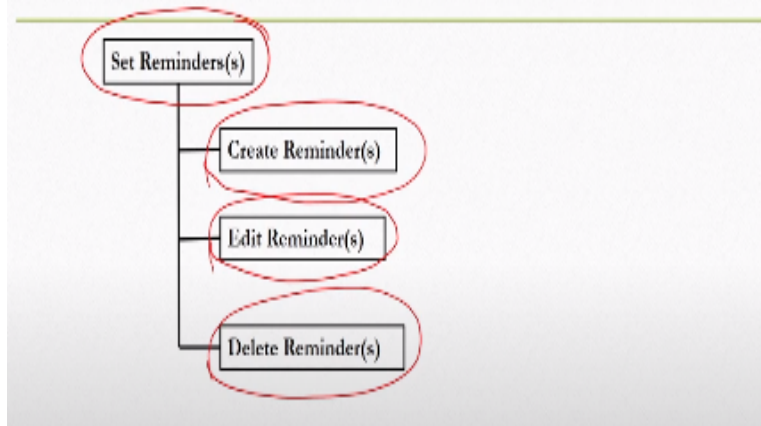 Set Reminders(s)
Create Reminder(s)
Edit Reminder(s)
Delete Reminder(s)